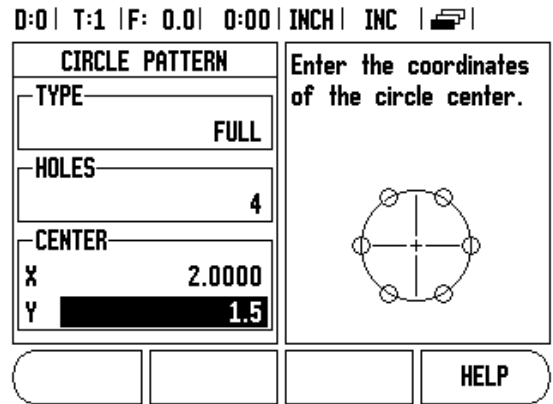 D:0 | T:1 | F: 0.0 | 0:00 | INCH | INC |
CIRCLE PATTERN
TYPE
FULL
HOLES
4
CENTER
X 2.0000
Y 1.5
Enter the coordinates
of the circle center.
HELP